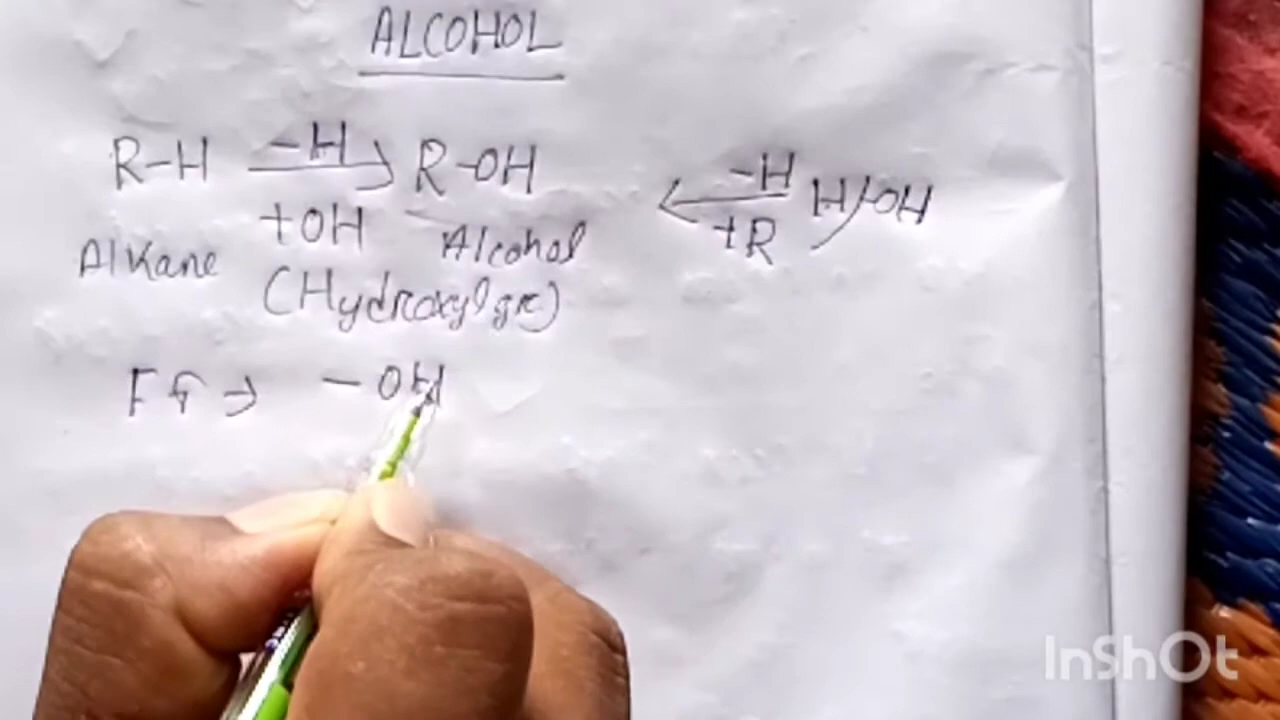 ALCOHOL
R-H -H → R-OH ← -H H/-OH
+OH +R
Alkane Alcohol
(Hydroxyl gr)
FG → - OH
InShOt